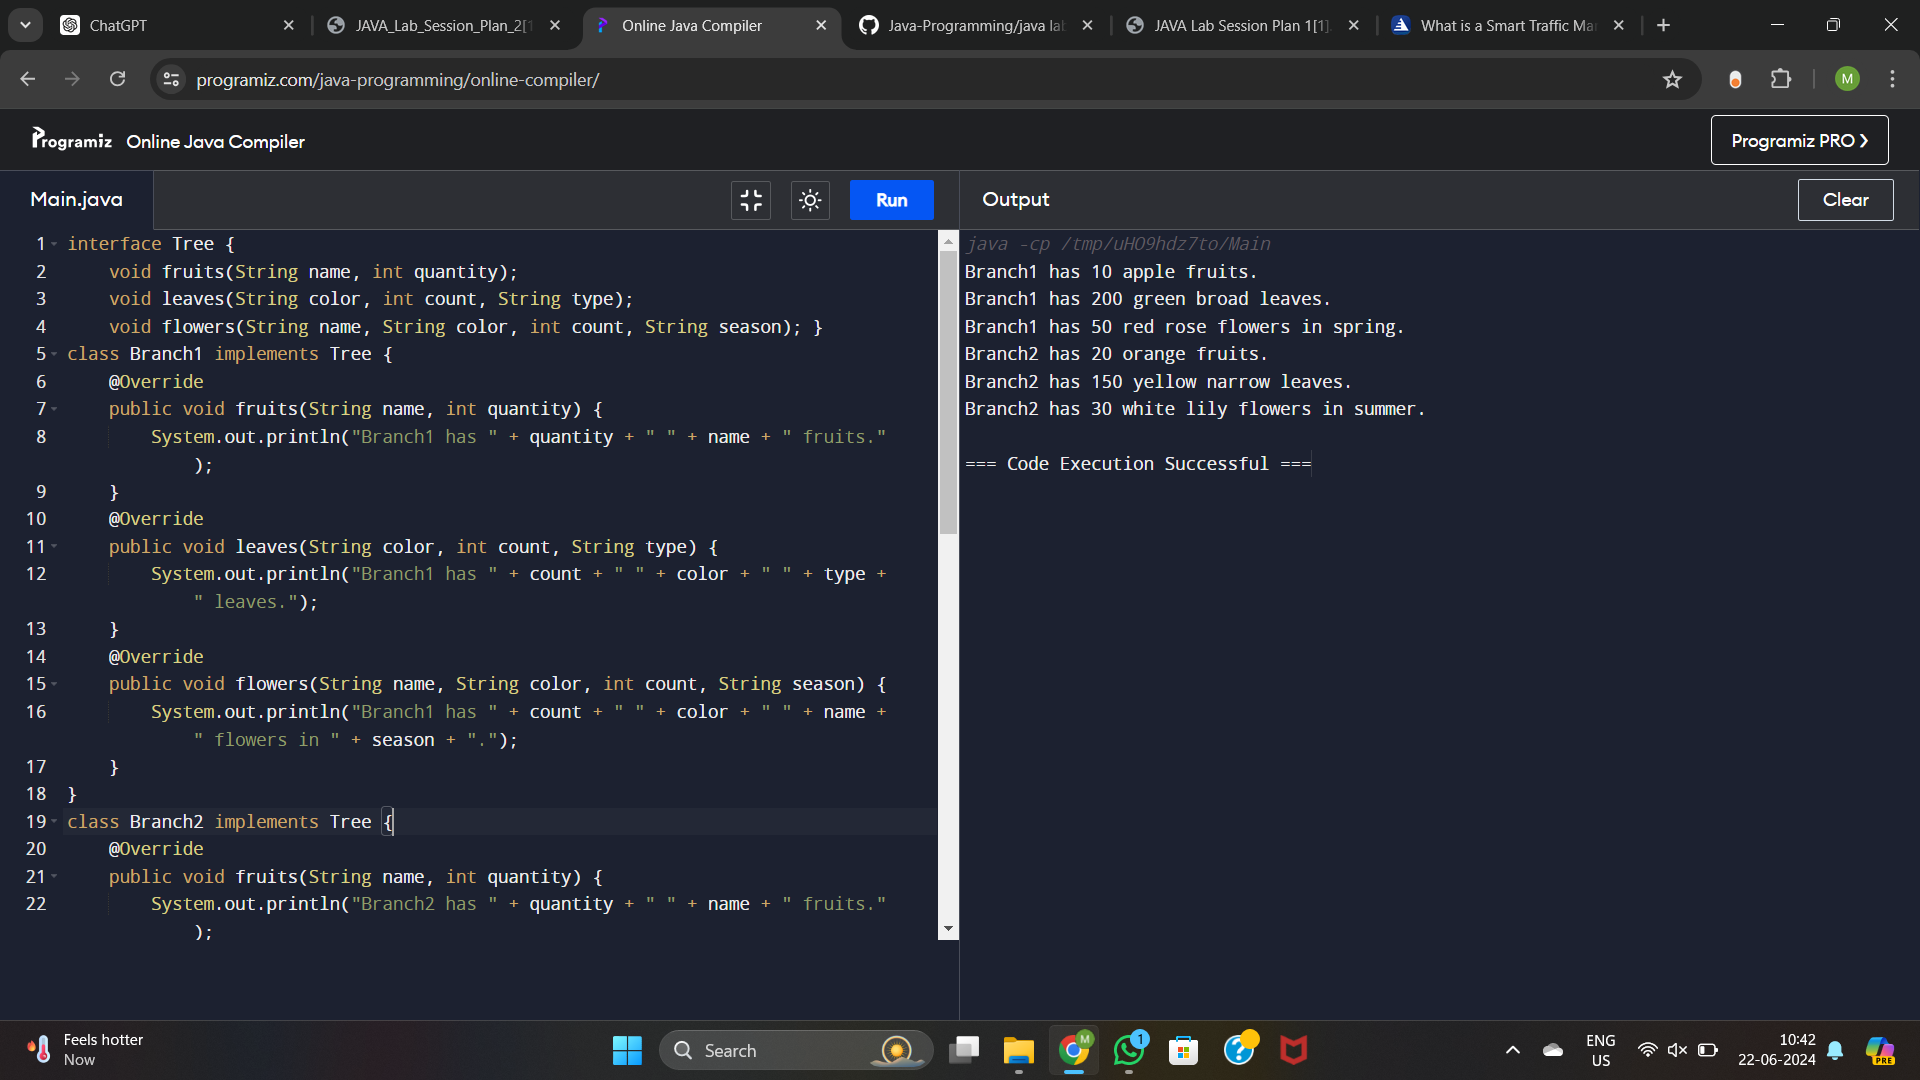 ChatGPT
JAVA_Lab_Session_Plan_2[1
Online Java Compiler
Java-Programming/java la
JAVA Lab Session Plan 1[1].
What is a Smart Traffic Ma
programiz.com/java-programming/online-compiler/
M
Programiz Online Java Compiler
Programiz PRO
Main.java
Run
Output
Clear
1 interface Tree {
2 void fruits(String name, int quantity);
3 void leaves(String color, int count, String type);
4 void flowers(String name, String color, int count, String season); }
5 class Branch1 implements Tree {
6 @Override
7 public void fruits(String name, int quantity) {
8 System.out.println("Branch1 has " + quantity + " " + name + " fruits."
);
9 }
10 @Override
11 public void leaves(String color, int count, String type) {
12 System.out.println("Branch1 has " + count + " " + color + " " + type +
" leaves.");
13 }
14 @Override
15 public void flowers(String name, String color, int count, String season) {
16 System.out.println("Branch1 has " + count + " " + color + " " + name +
" flowers in " + season + ".");
17 }
18 }
19 class Branch2 implements Tree {
20 @Override
21 public void fruits(String name, int quantity) {
22 System.out.println("Branch2 has " + quantity + " " + name + " fruits."
);
java -cp /tmp/uHO9hdz7to/Main
Branch1 has 10 apple fruits.
Branch1 has 200 green broad leaves.
Branch1 has 50 red rose flowers in spring.
Branch2 has 20 orange fruits.
Branch2 has 150 yellow narrow leaves.
Branch2 has 30 white lily flowers in summer.
=== Code Execution Successful ===
Feels hotter
Now
Search
M
1
ENG
US
10:42
22-06-2024
PRE